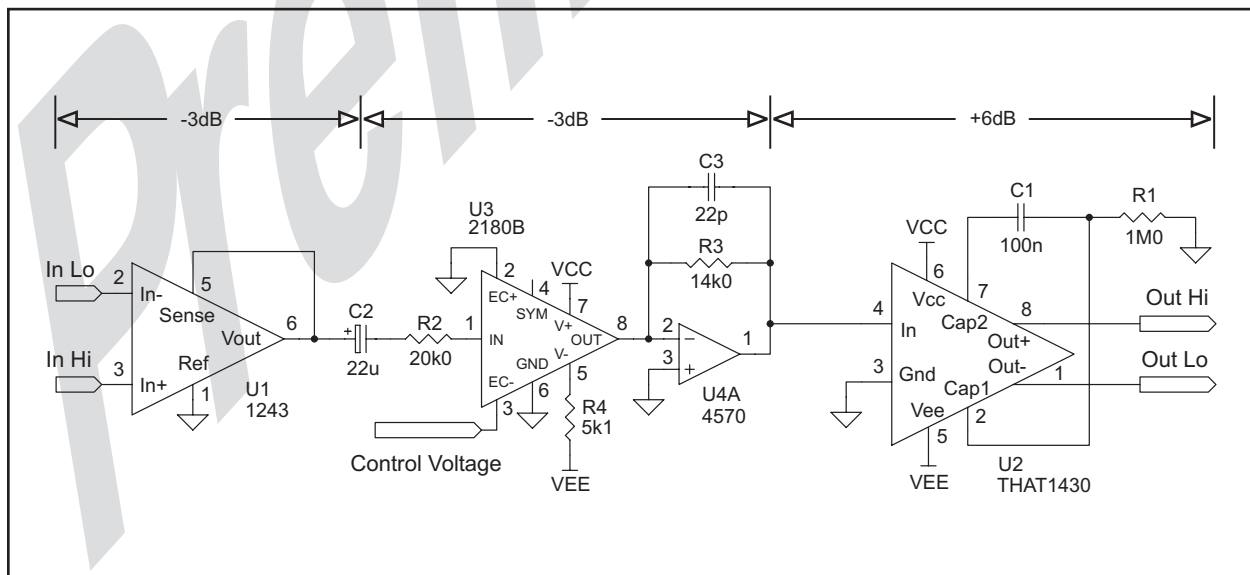 Prelim
-3dB
-3dB
+6dB
C3
22p
R3
14k0
C1
100n
R1
1M0
U3
2180B
VCC
VCC
In Lo
2
In-
5
Sense
Vout
6
In Hi
3
In+
Ref
1
U1
1243
C2
+
22u
R2
20k0
1
IN
2
EC+
4
SYM
7
V+
OUT
8
V-
5
GND
6
EC-
3
R4
5k1
VEE
Control Voltage
2
−
3
+
1
U4A
4570
4
In
6
Vcc
7
Cap2
8
Out+
Out Hi
Out-
1
Out Lo
3
Gnd
Cap1
2
Vee
5
VEE
U2
THAT1430